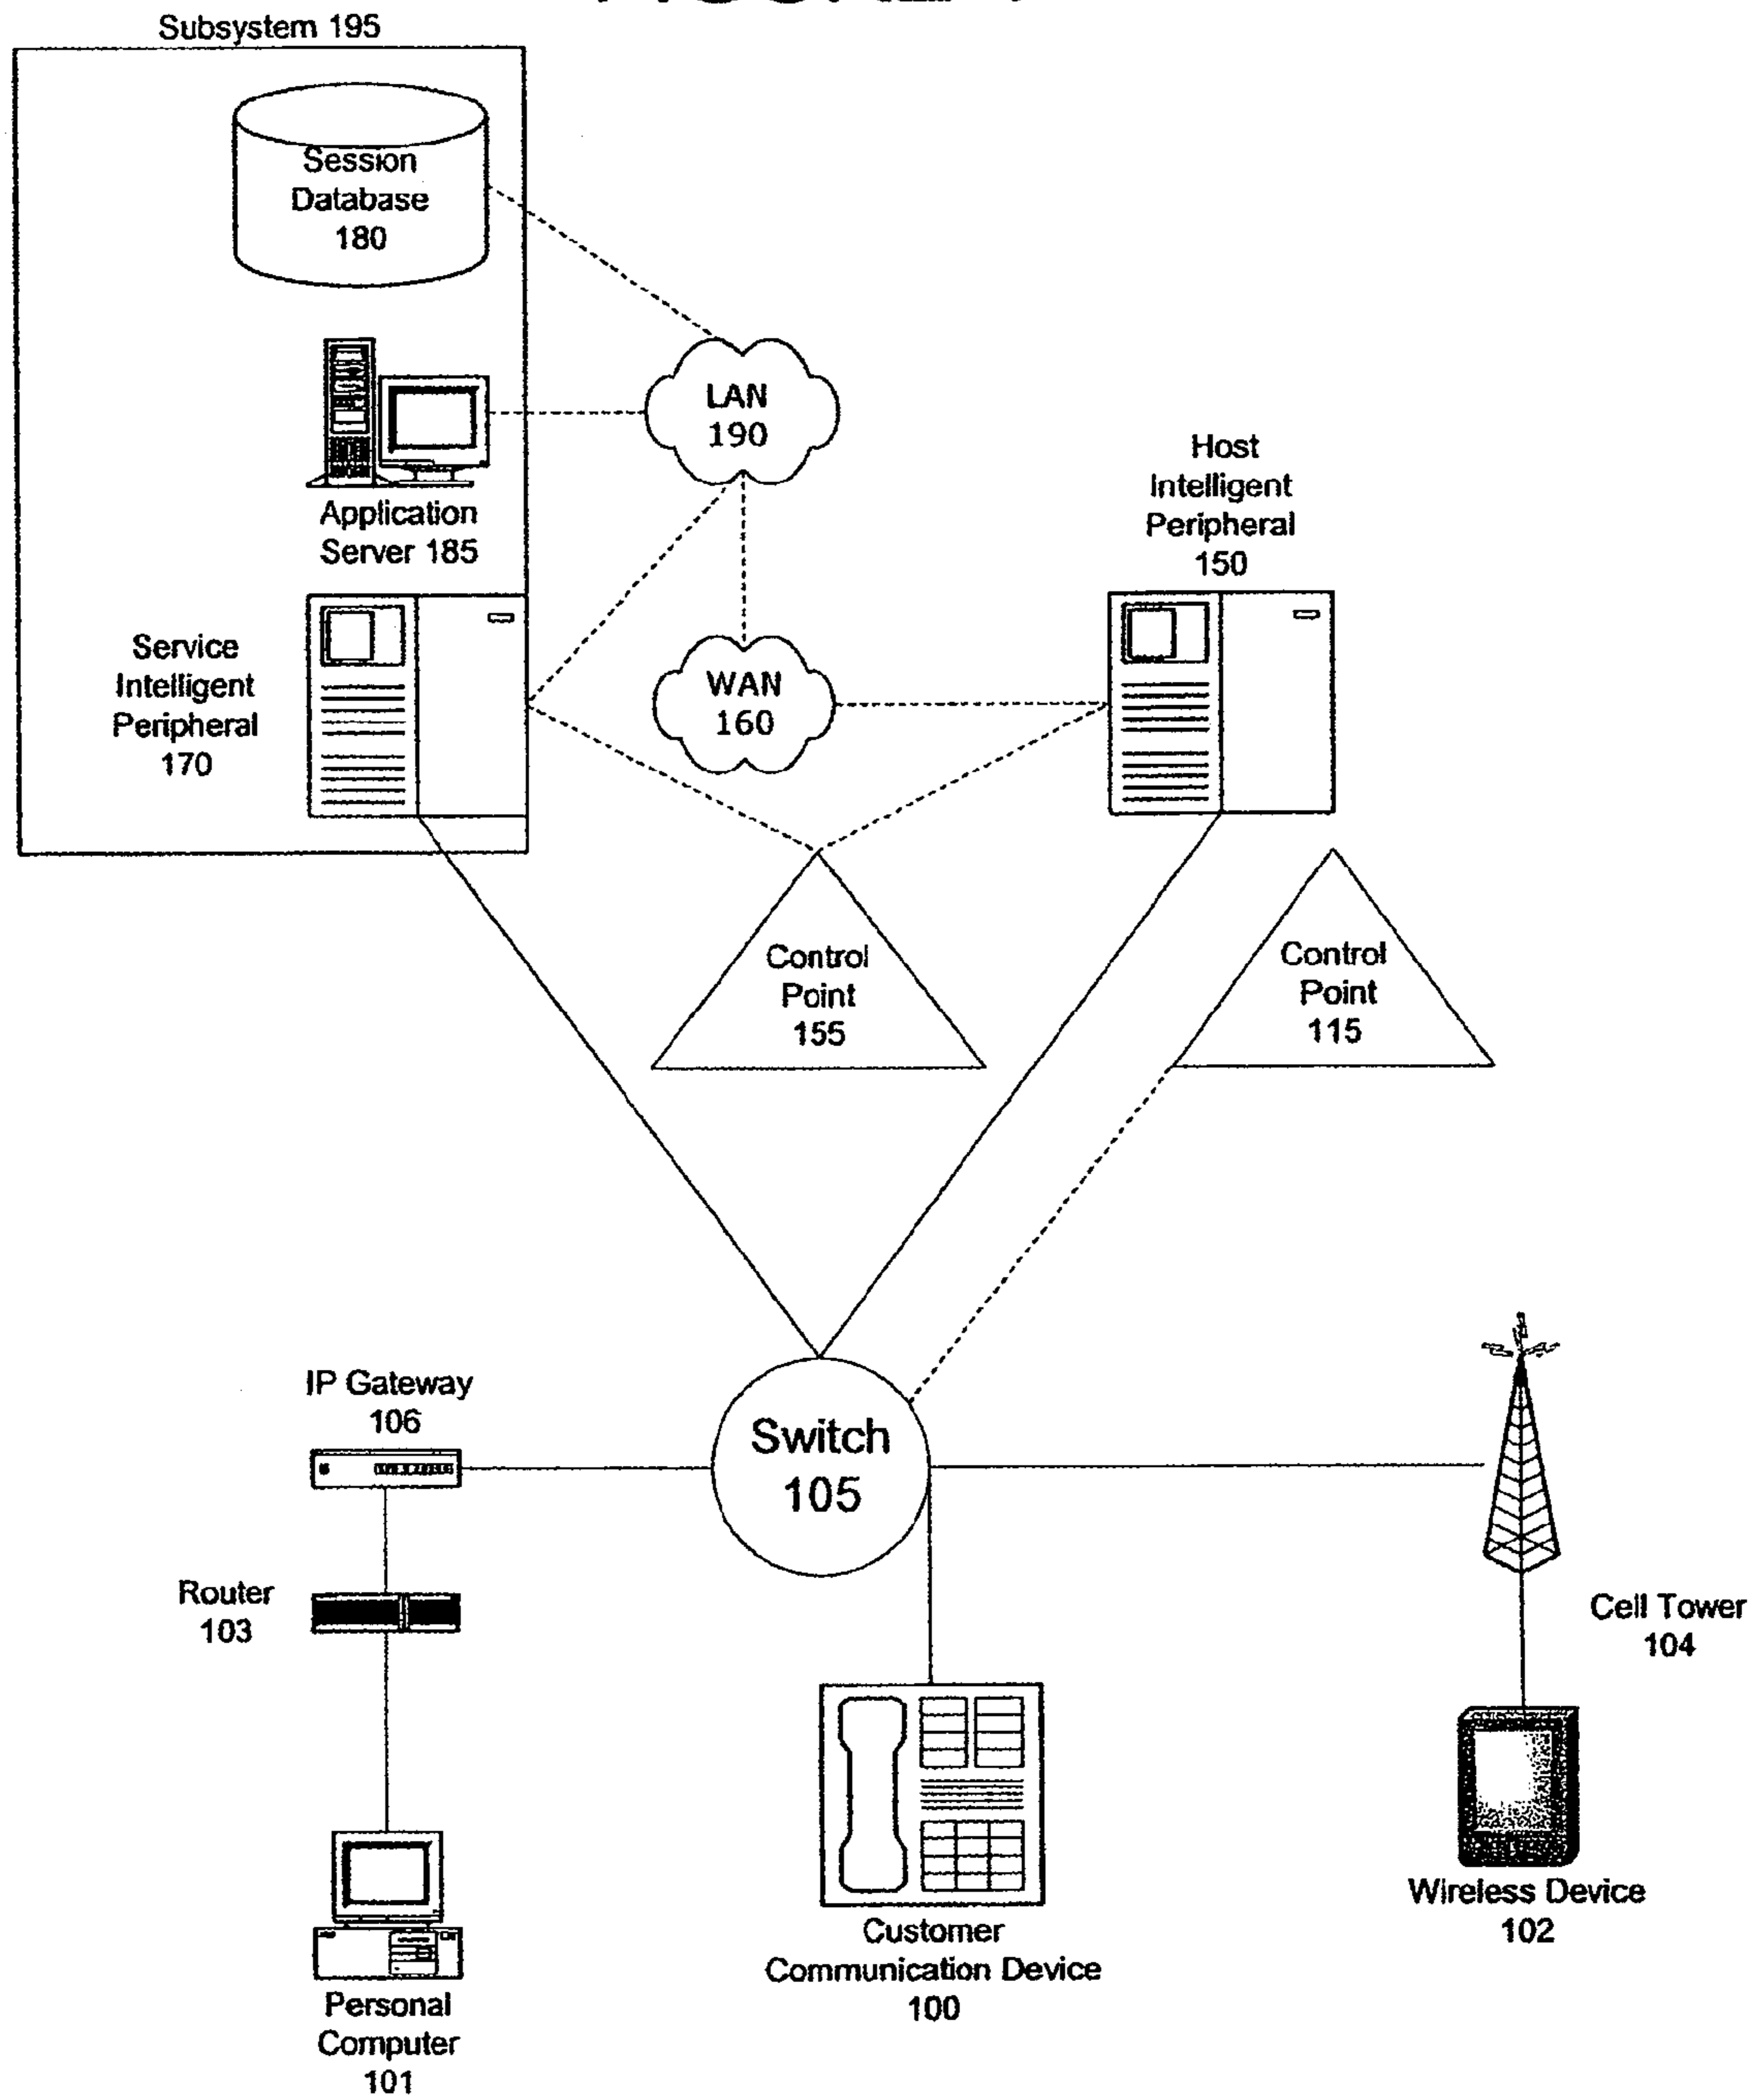 Subsystem 195
Session
Database
180
LAN
190
Application
Server 185
Host
Intelligent
Peripheral
150
Service
Intelligent
Peripheral
170
WAN
160
Control
Point
155
Control
Point
115
IP Gateway
106
Switch
105
Router
103
Cell Tower
104
Wireless Device
102
Customer
Communication Device
100
Personal
Computer
101